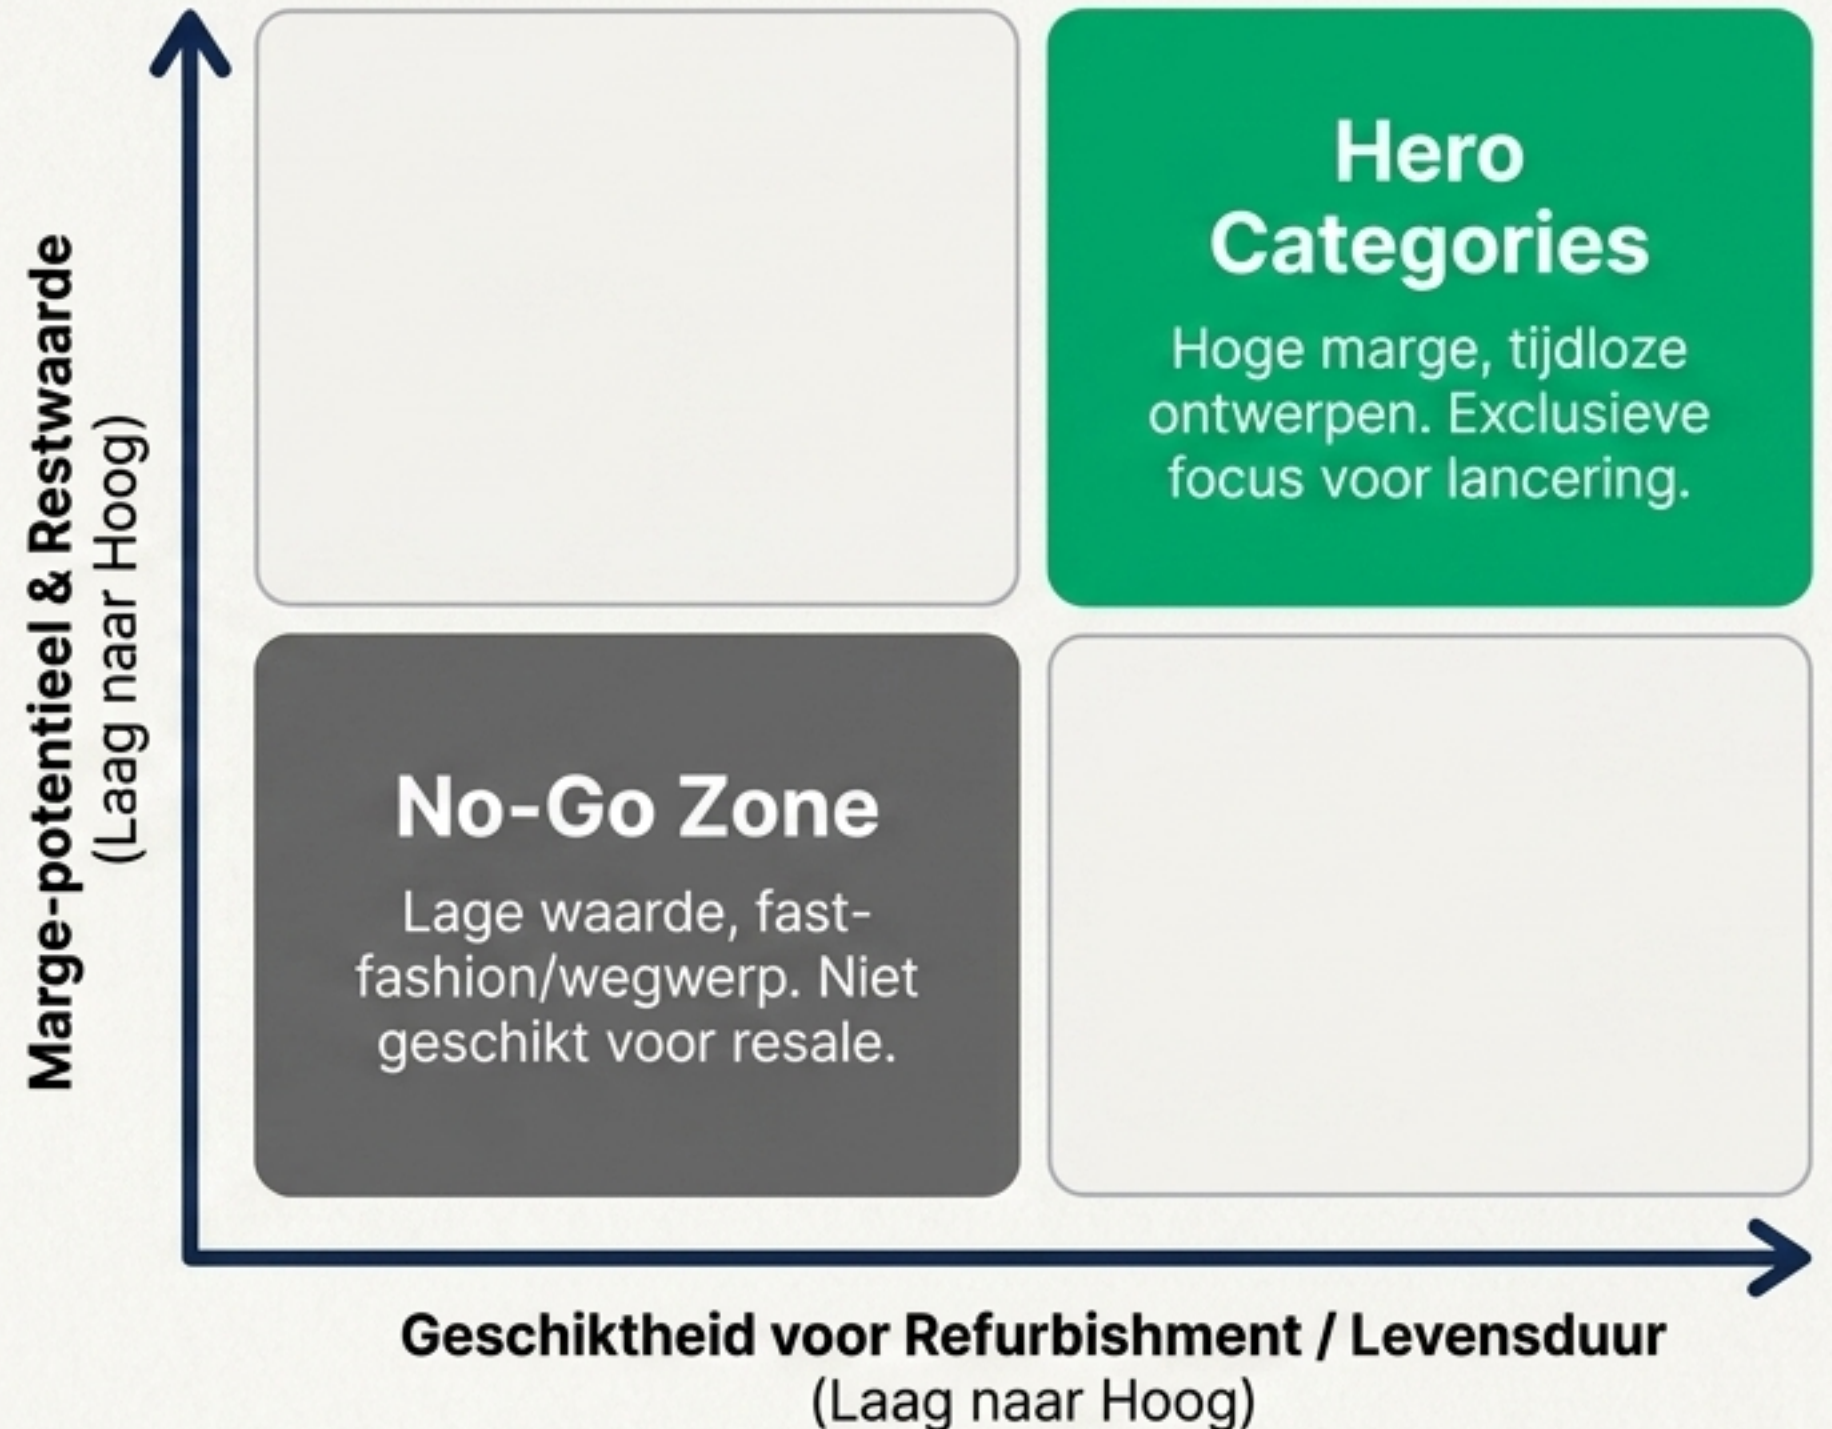 Marge-potentieel & Restwaarde
(Laag naar Hoog)
Hero
Categories
Hoge marge, tijdloze
ontwerpen. Exclusieve
focus voor lancering.
No-Go Zone
Lage waarde, fast-
fashion/wegwerp. Niet
geschikt voor resale.
Geschiktheid voor Refurbishment / Levensduur
(Laag naar Hoog)